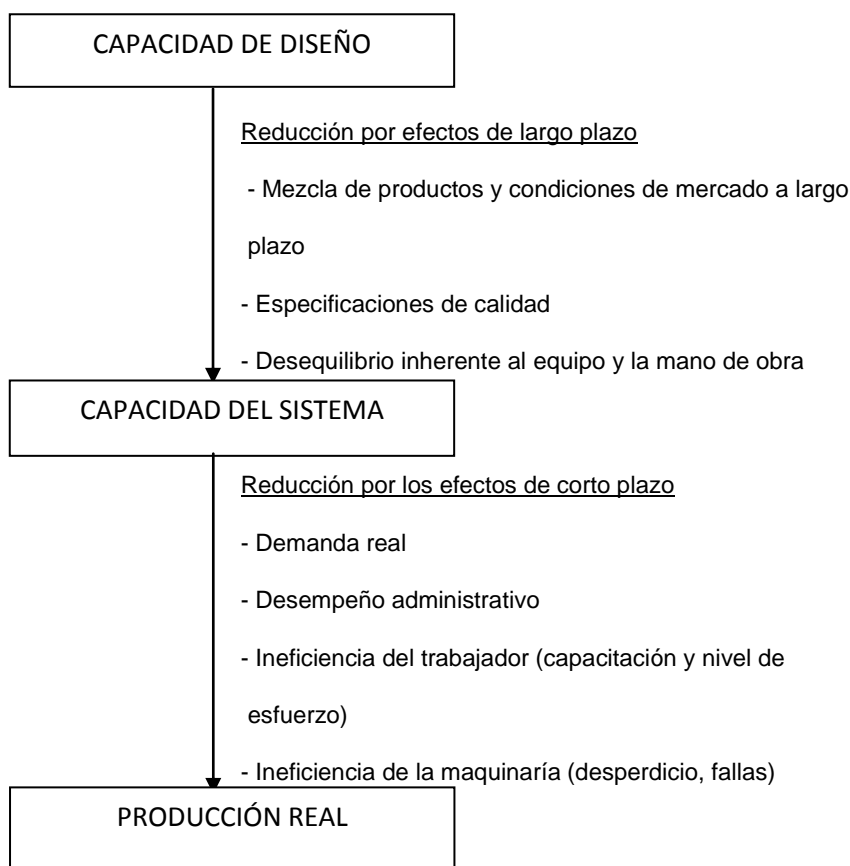 CAPACIDAD DE DISEÑO
Reducción por efectos de largo plazo
- Mezcla de productos y condiciones de mercado a largo
plazo
- Especificaciones de calidad
- Desequilibrio inherente al equipo y la mano de obra
CAPACIDAD DEL SISTEMA
Reducción por los efectos de corto plazo
- Demanda real
- Desempeño administrativo
- Ineficiencia del trabajador (capacitación y nivel de
esfuerzo)
- Ineficiencia de la maquinaría (desperdicio, fallas)
PRODUCCIÓN REAL